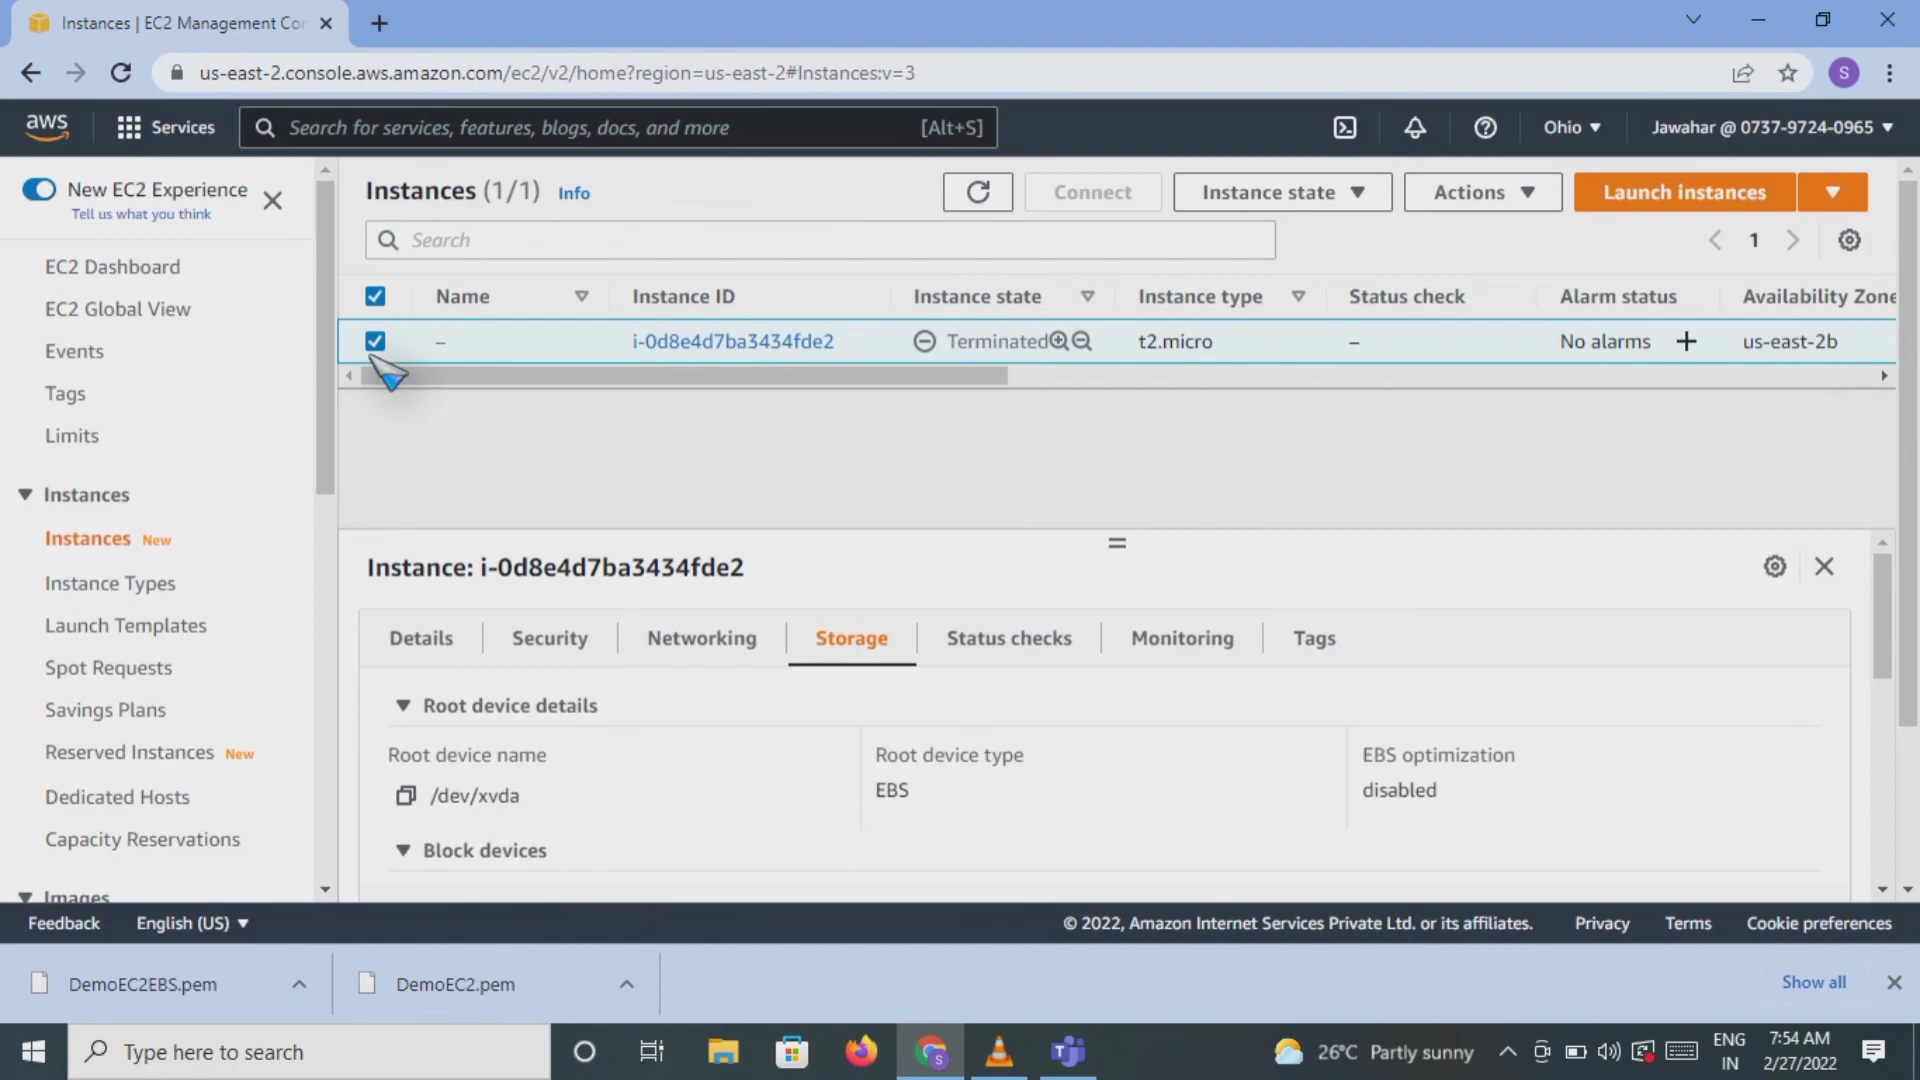 Instances | EC2 Management Con
us-east-2.console.aws.amazon.com/ec2/v2/home?region=us-east-2#Instances:v=3
S
aws
Services
Search for services, features, blogs, docs, and more
[Alt+S]
Ohio
Jawahar @ 0737-9724-0965
New EC2 Experience
Tell us what you think
EC2 Dashboard
EC2 Global View
Events
Tags
Limits
Instances
Instances New
Instance Types
Launch Templates
Spot Requests
Savings Plans
Reserved Instances New
Dedicated Hosts
Capacity Reservations
Images
Instances (1/1) Info
Connect
Instance state
Actions
Launch instances
Search
1
Name
Instance ID
Instance state
Instance type
Status check
Alarm status
Availability Zone
–
i-0d8e4d7ba3434fde2
Terminated
t2.micro
–
No alarms +
us-east-2b
Instance: i-0d8e4d7ba3434fde2
Details
Security
Networking
Storage
Status checks
Monitoring
Tags
Root device details
Root device name
/dev/xvda
Root device type
EBS
EBS optimization
disabled
Block devices
Feedback
English (US)
© 2022, Amazon Internet Services Private Ltd. or its affiliates.
Privacy
Terms
Cookie preferences
DemoEC2EBS.pem
DemoEC2.pem
Show all
Type here to search
S
26°C Partly sunny
ENG
IN
7:54 AM
2/27/2022